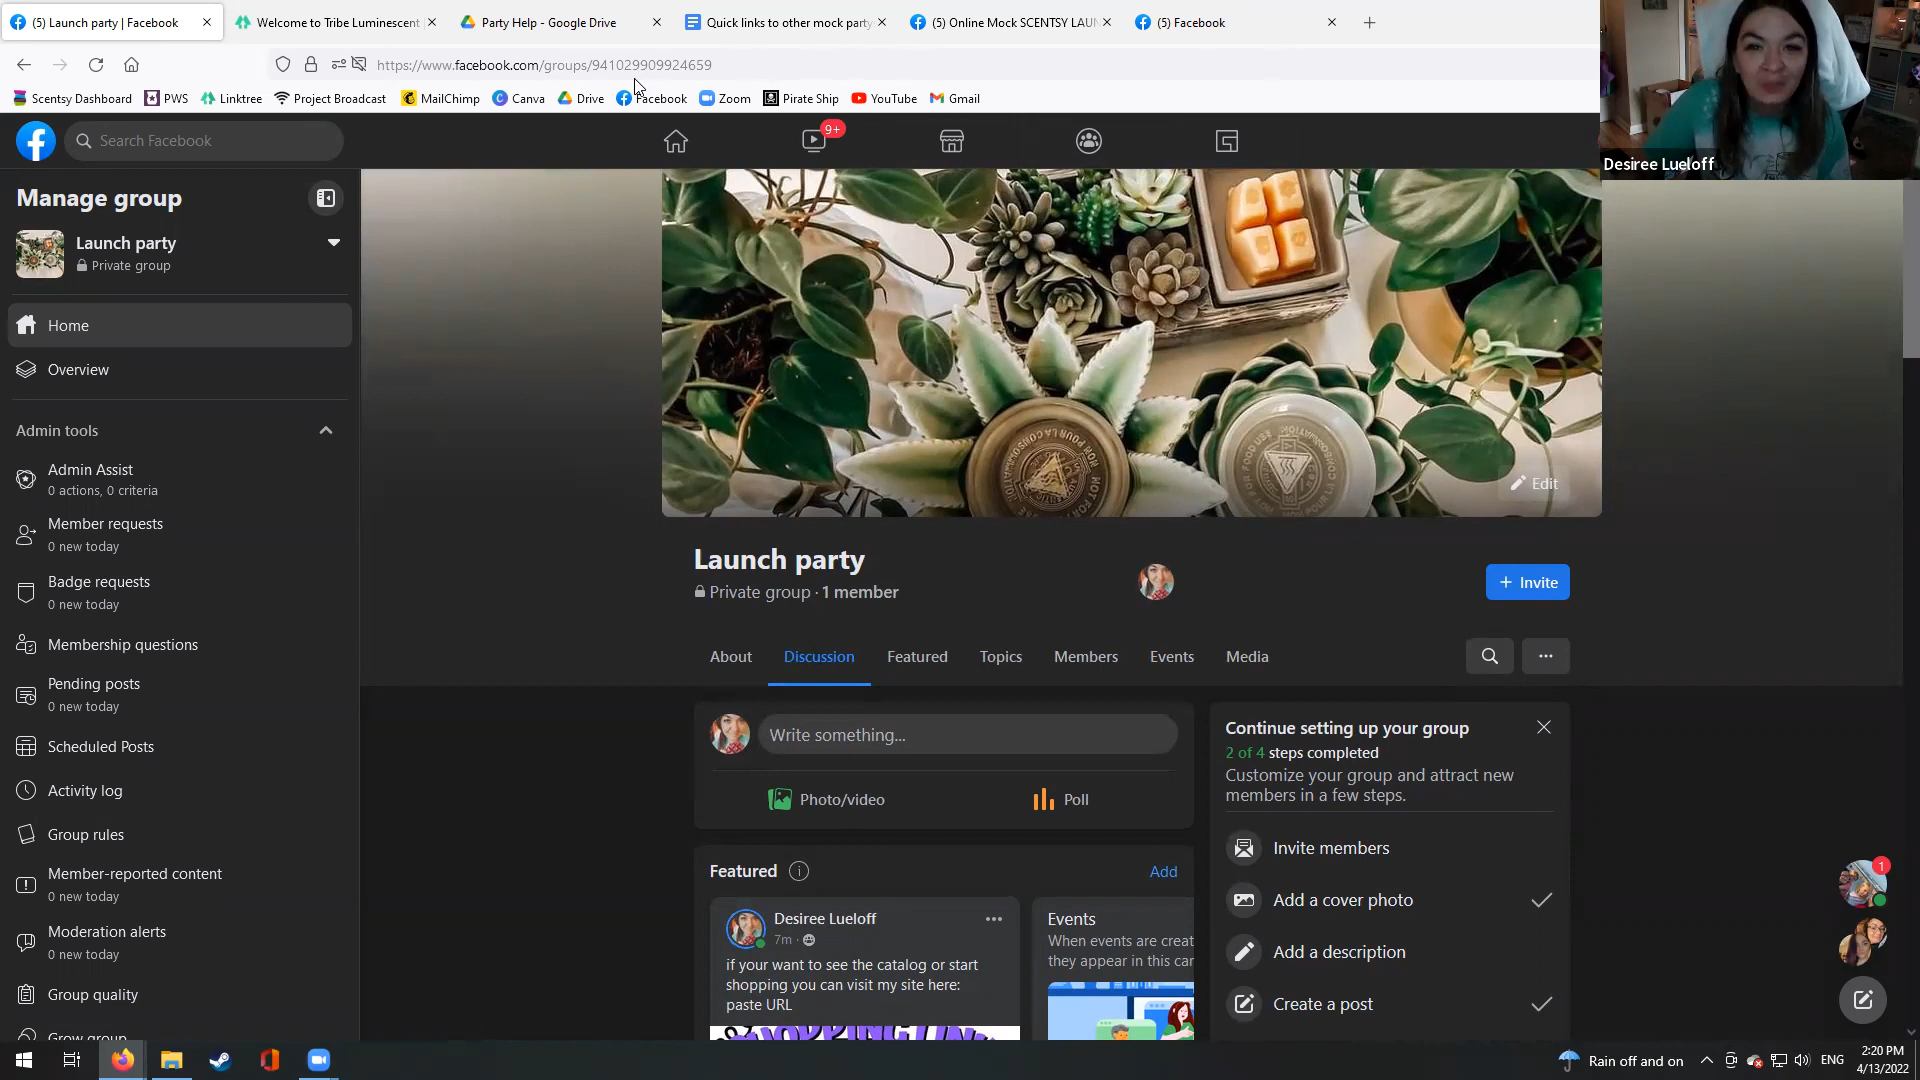 (5) Launch party | Facebook
Welcome to Tribe Luminescent
Party Help - Google Drive
Quick links to other mock party
(5) Online Mock SCENTSY LAUN
(5) Facebook
https://www.facebook.com/groups/941029909924659
Scentsy Dashboard
PWS
Linktree
Project Broadcast
MailChimp
Canva
Drive
Facebook
Zoom
Pirate Ship
YouTube
Gmail
Desiree Lueloff
Search Facebook
9+
Manage group
Launch party
Private group
Home
Overview
Admin tools
Admin Assist
0 actions, 0 criteria
Member requests
0 new today
Badge requests
0 new today
Membership questions
Pending posts
0 new today
Scheduled Posts
Activity log
Group rules
Member-reported content
0 new today
Moderation alerts
0 new today
Group quality
Grow group
Edit
Launch party
Private group · 1 member
+ Invite
About
Discussion
Featured
Topics
Members
Events
Media
Write something...
Photo/video
Poll
Featured
Add
Desiree Lueloff
7m ·
if your want to see the catalog or start
shopping you can visit my site here:
paste URL
Events
When events are creat
they appear in this car
Continue setting up your group
2 of 4 steps completed
Customize your group and attract new
members in a few steps.
Invite members
Add a cover photo
Add a description
Create a post
1
Rain off and on
ENG
2:20 PM
4/13/2022